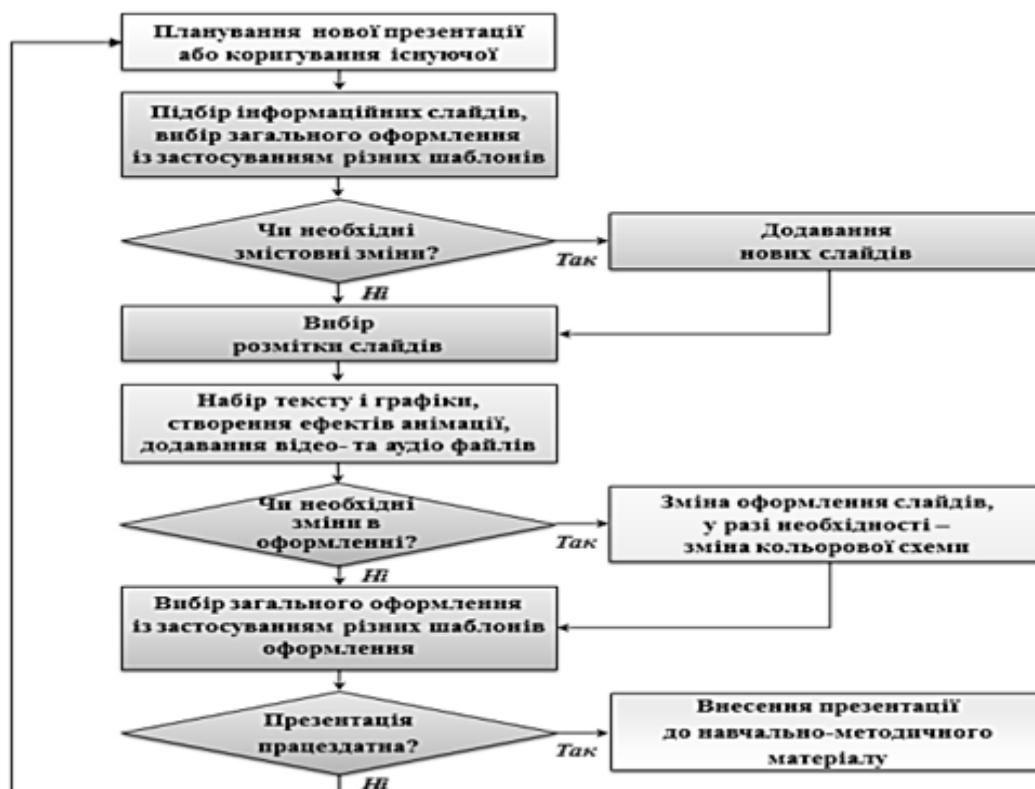 Планування нової презентації
або коригування існуючої
Підбір інформаційних слайдів,
вибір загального оформлення
із застосуванням різних шаблонів
Чи необхідні
змістовні зміни?
Так
Додавання
нових слайдів
Ні
Вибір
розмітки слайдів
Набір тексту і графіки,
створення ефектів анімації,
додавання відео- та аудіо файлів
Чи необхідні
зміни в
оформленні?
Так
Зміна оформлення слайдів,
у разі необхідності –
зміна кольорової схеми
Ні
Вибір загального оформлення
із застосуванням різних шаблонів
оформлення
Презентація
працездатна?
Так
Внесення презентації
до навчально-методичного
матеріалу
Ні